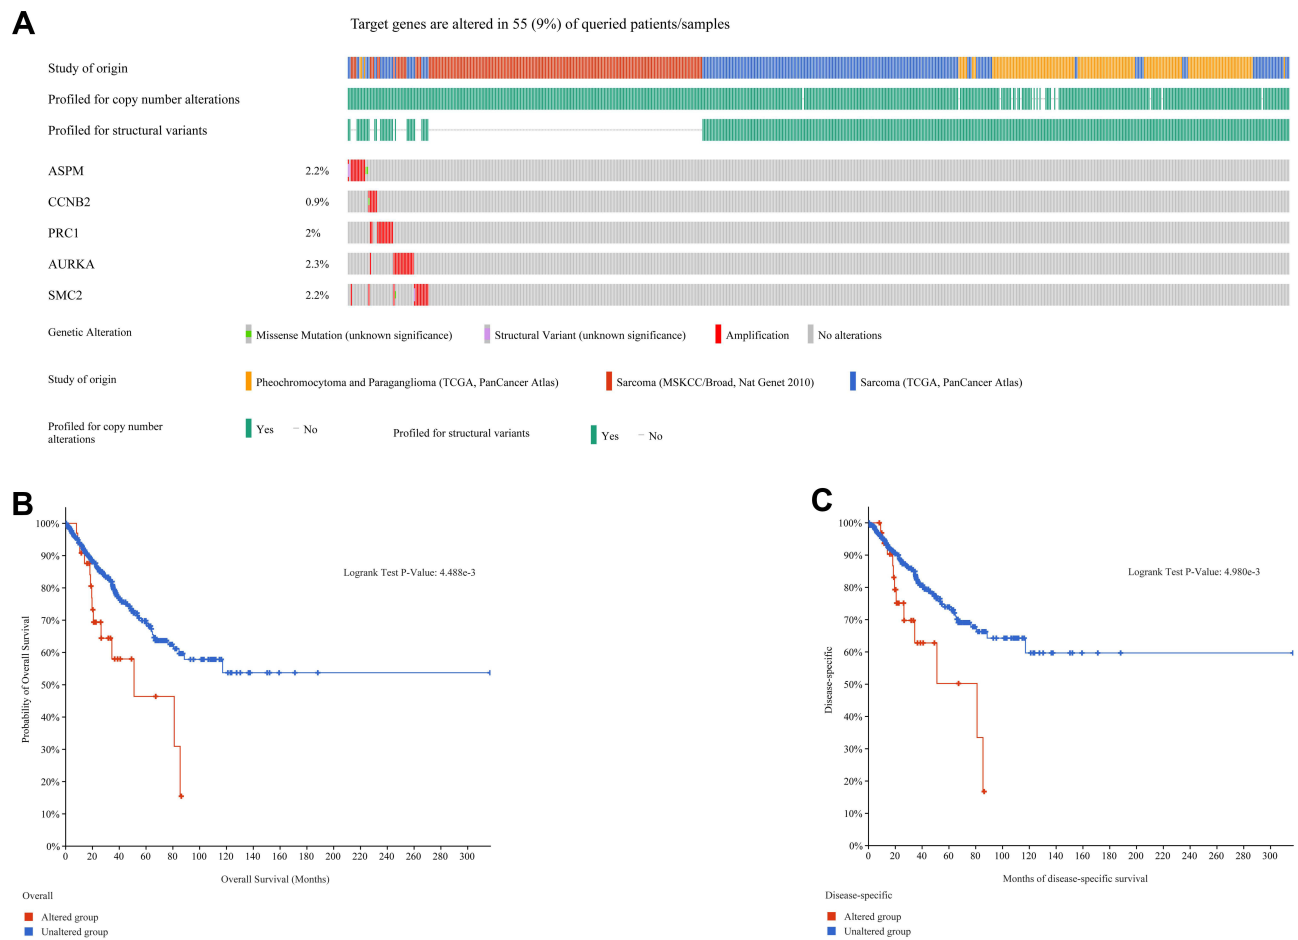 A
Target genes are altered in 55 (9%) of queried patients/samples
Study of origin
Profiled for copy number alterations
Profiled for structural variants
ASPM 2.2%
CCNB2 0.9%
PRC1 2%
AURKA 2.3%
SMC2 2.2%
Genetic Alteration Missense Mutation (unknown significance) Structural Variant (unknown significance) Amplification No alterations
Study of origin Pheochromocytoma and Paraganglioma (TCGA, PanCancer Atlas) Sarcoma (MSKCC/Broad, Nat Genet 2010) Sarcoma (TCGA, PanCancer Atlas)
Profiled for copy number
alterations
Yes – No Profiled for structural variants Yes – No
B
100%
90%
80%
70%
60%
50%
40%
30%
20%
10%
0%
Probability of Overall Survival
Logrank Test P-Value: 4.488e-3
0 20 40 60 80 100 120 140 160 180 200 220 240 260 280 300
Overall Survival (Months)
Overall
Altered group
Unaltered group
C
100%
90%
80%
70%
60%
50%
40%
30%
20%
10%
0%
Disease-specific
Logrank Test P-Value: 4.980e-3
0 20 40 60 80 100 120 140 160 180 200 220 240 260 280 300
Months of disease-specific survival
Disease-specific
Altered group
Unaltered group